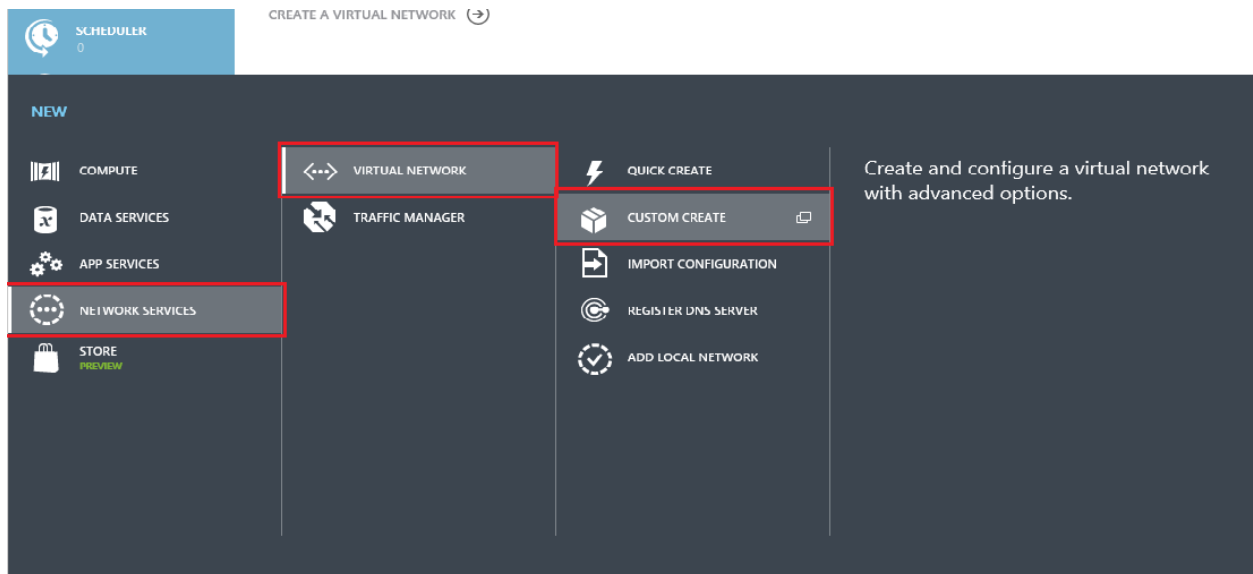 SCHEDULER
0
CREATE A VIRTUAL NETWORK
NEW
COMPUTE
DATA SERVICES
APP SERVICES
NETWORK SERVICES
STORE
PREVIEW
VIRTUAL NETWORK
TRAFFIC MANAGER
QUICK CREATE
CUSTOM CREATE
IMPORT CONFIGURATION
REGISTER DNS SERVER
ADD LOCAL NETWORK
Create and configure a virtual network
with advanced options.